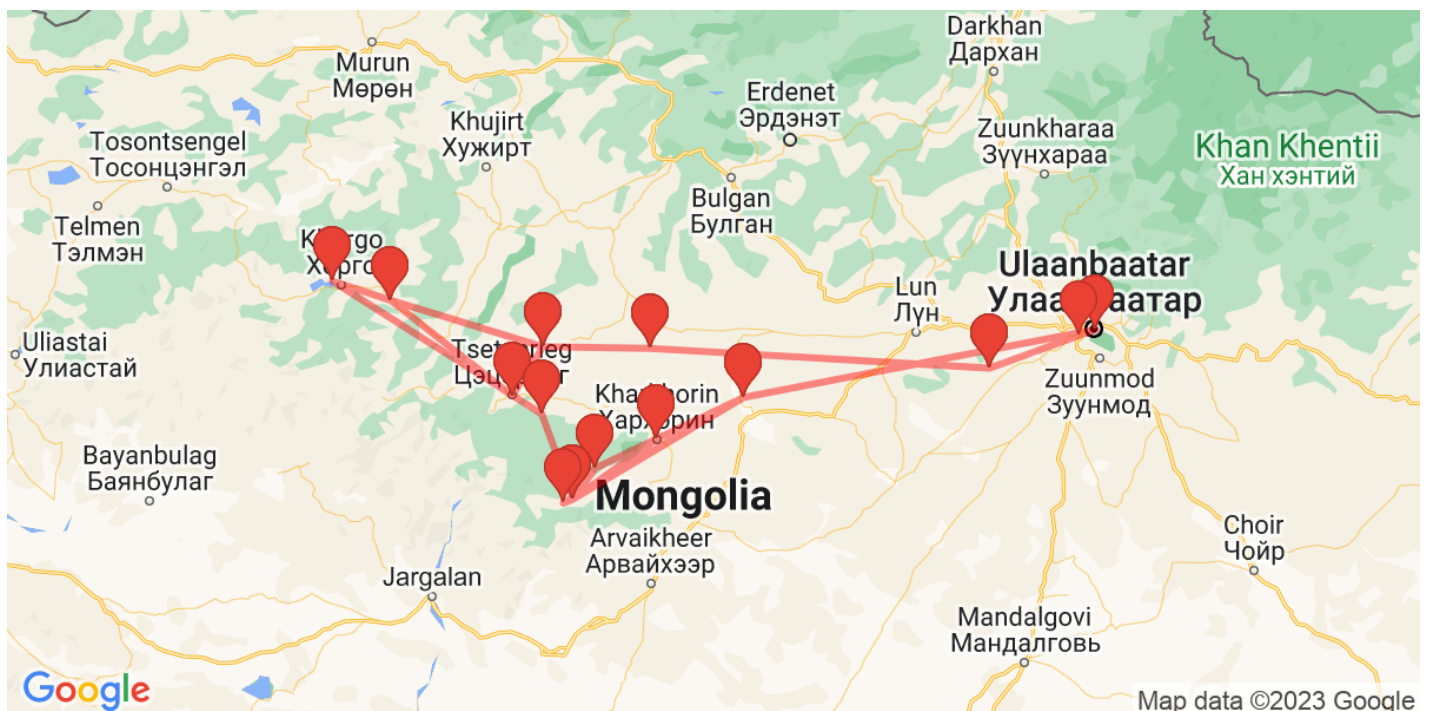 Darkhan
Дархан
Murun
Мөрөн
Erdenet
Эрдэнэт
Khujirt
Хужирт
Zuunkharaa
Зүүнхараа
Tosontsengel
Тосонцэнгэл
Khan Khentii
Хан хэнтий
Bulgan
Булган
Telmen
Тэлмэн
Ulaanbaatar
Lun
Лүн
Uliastai
Улиастай
Zuunmod
Зуунмод
Bayanbulag
Баянбулаг
Mongolia
Arvaikheer
Арвайхээр
Choir
Чойр
Jargalan
Mandalgovi
Мандалговь
Google
Map data ©2023 Google